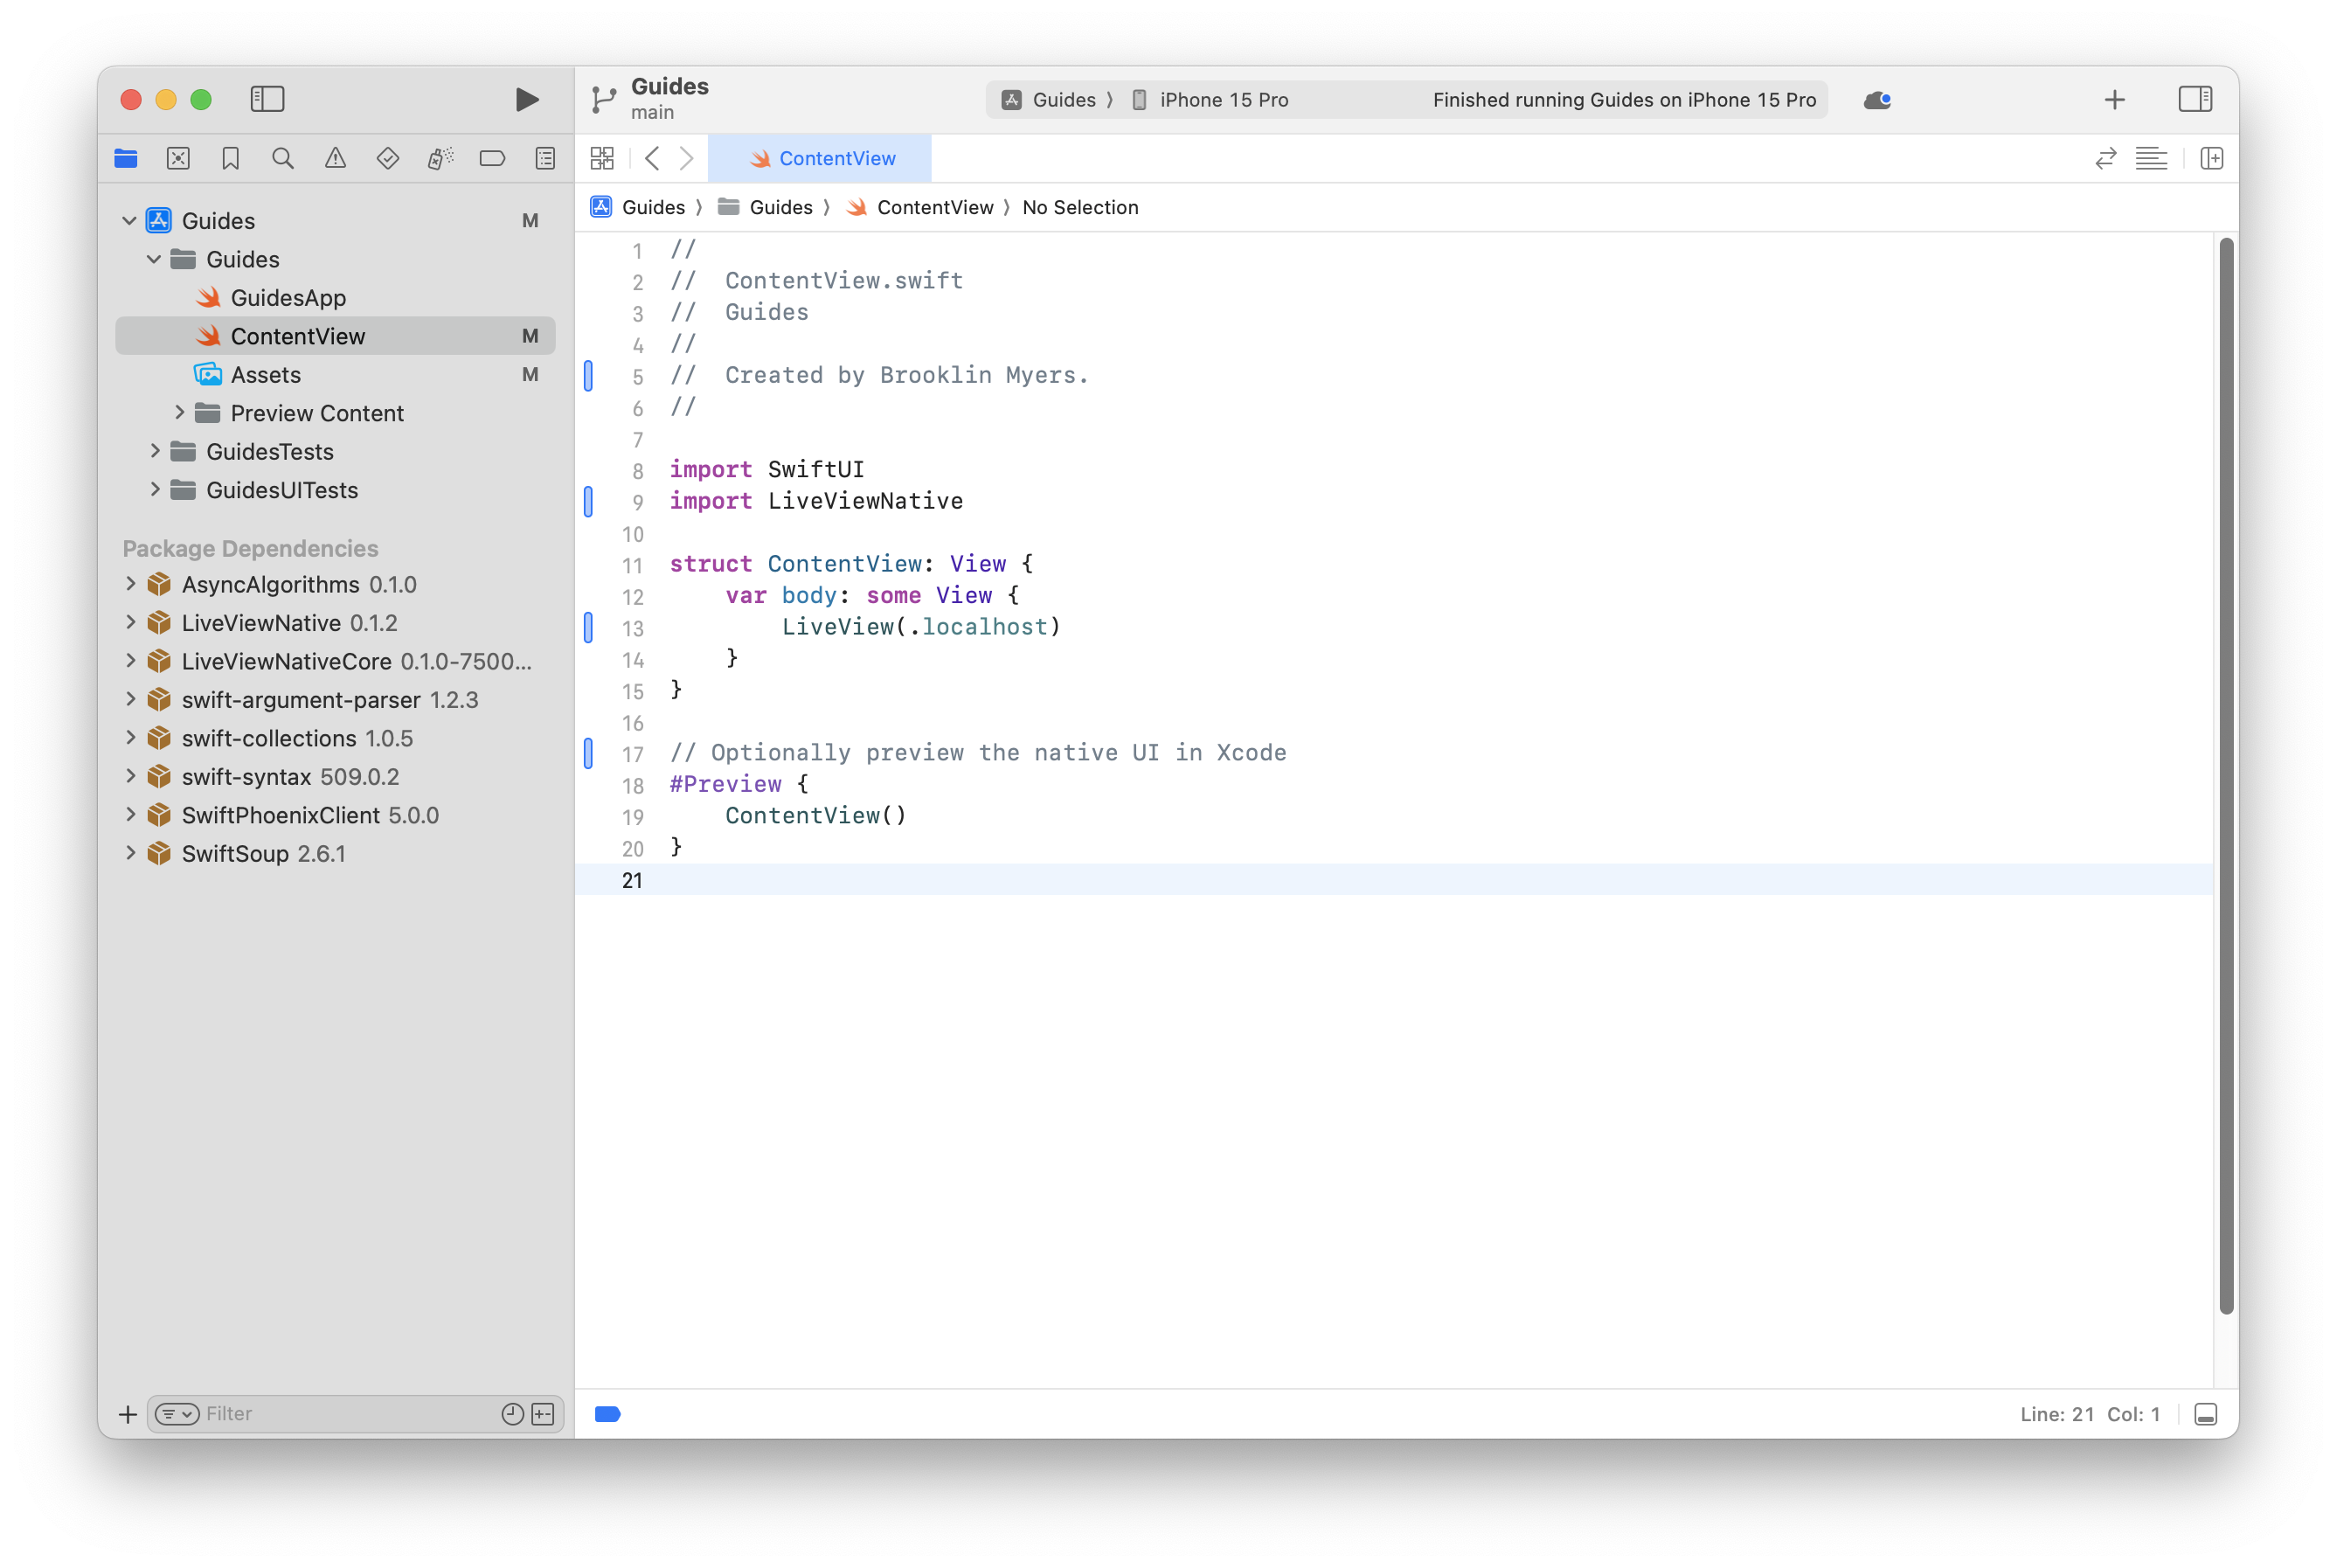 Guides
main
Guides
iPhone 15 Pro
Finished running Guides on iPhone 15 Pro
ContentView
Guides
Guides
ContentView
No Selection
Guides M
Guides
GuidesApp
ContentView M
Assets M
Preview Content
GuidesTests
GuidesUITests
Package Dependencies
AsyncAlgorithms 0.1.0
LiveViewNative 0.1.2
LiveViewNativeCore 0.1.0-7500...
swift-argument-parser 1.2.3
swift-collections 1.0.5
swift-syntax 509.0.2
SwiftPhoenixClient 5.0.0
SwiftSoup 2.6.1
Filter
1 //
2 //  ContentView.swift
3 //  Guides
4 //
5 //  Created by Brooklin Myers.
6 //
7
8 import SwiftUI
9 import LiveViewNative
10
11 struct ContentView: View {
12     var body: some View {
13         LiveView(.localhost)
14     }
15 }
16
17 // Optionally preview the native UI in Xcode
18 #Preview {
19     ContentView()
20 }
21
Line: 21 Col: 1